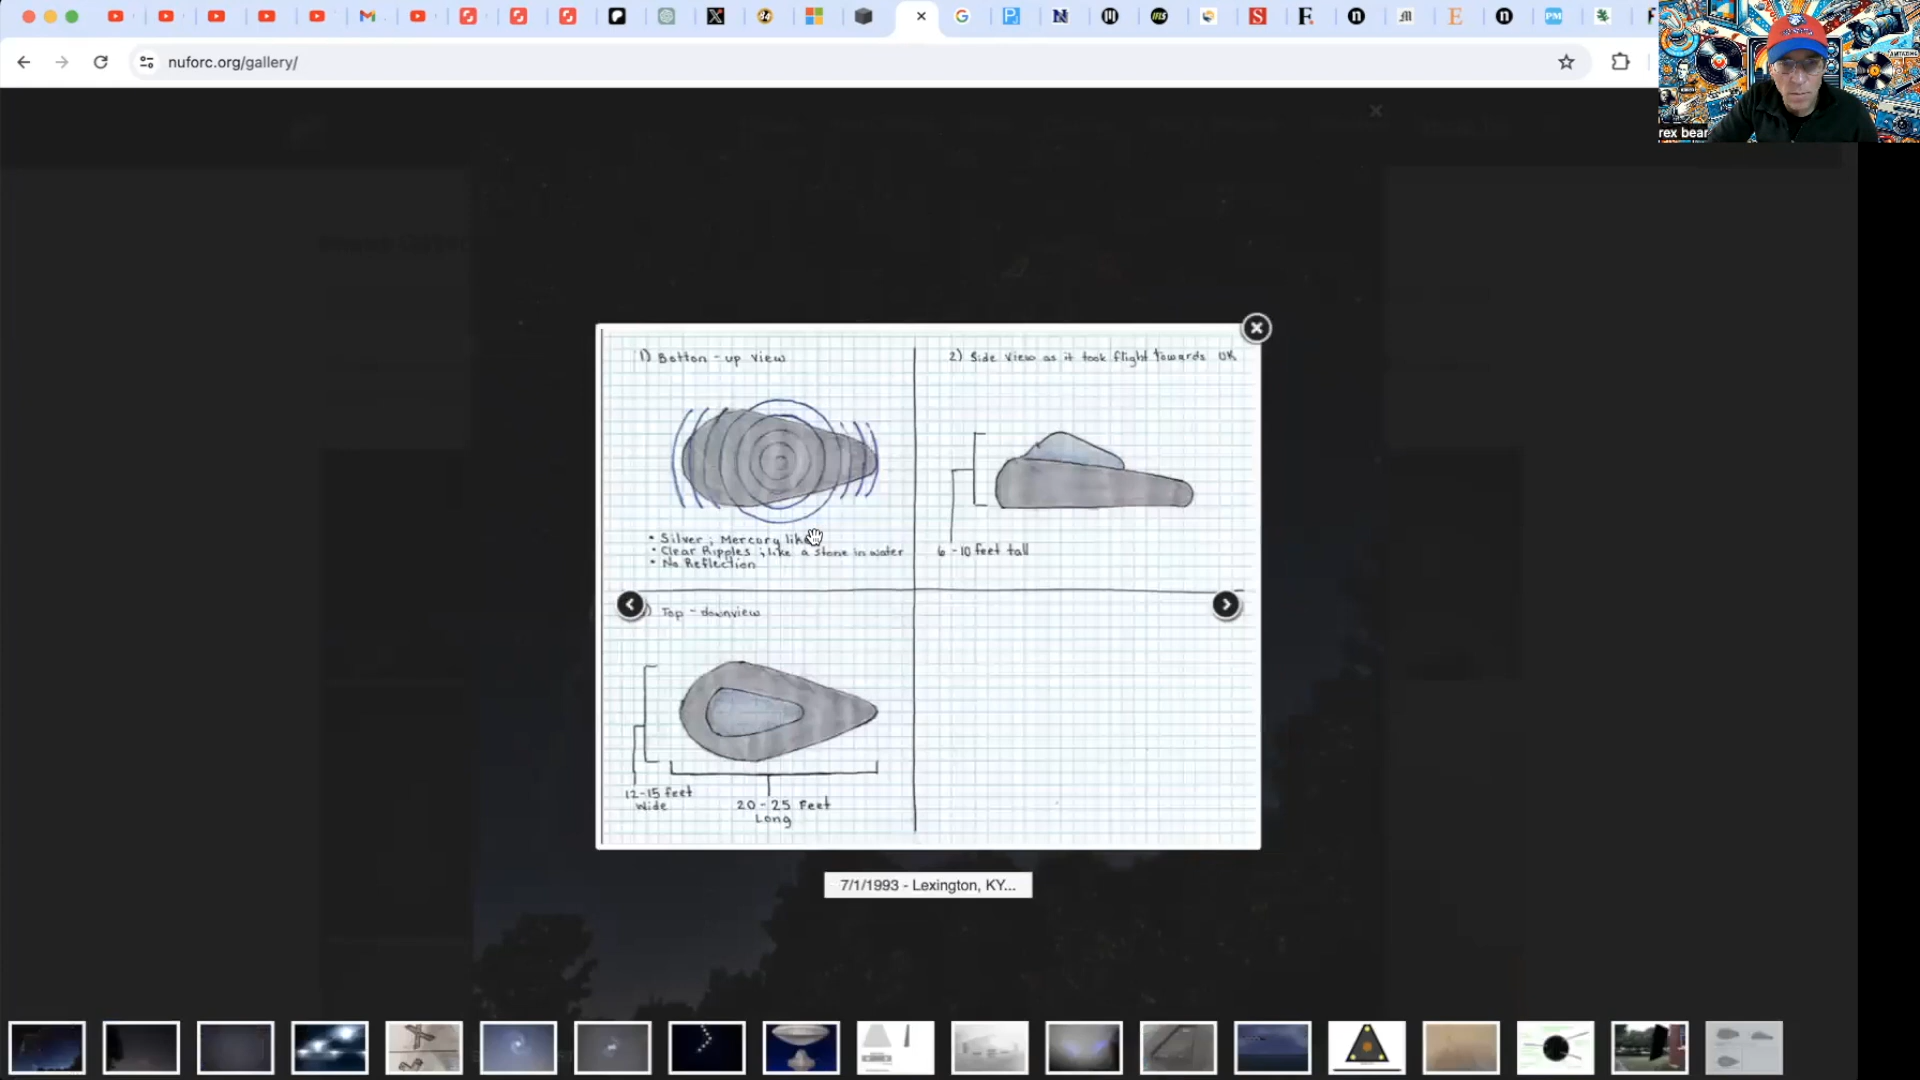 nuforc.org/gallery/
rex bear
1) Bottom - up View
2) Side View as it took flight towards UK
• Silver ; Mercury like
• Clear Ripples ; like a stone in water
• No Reflection
6 - 10 feet tall
) Top - downview
12-15 feet
Wide
20 - 25 Feet
Long
7/1/1993 - Lexington, KY...